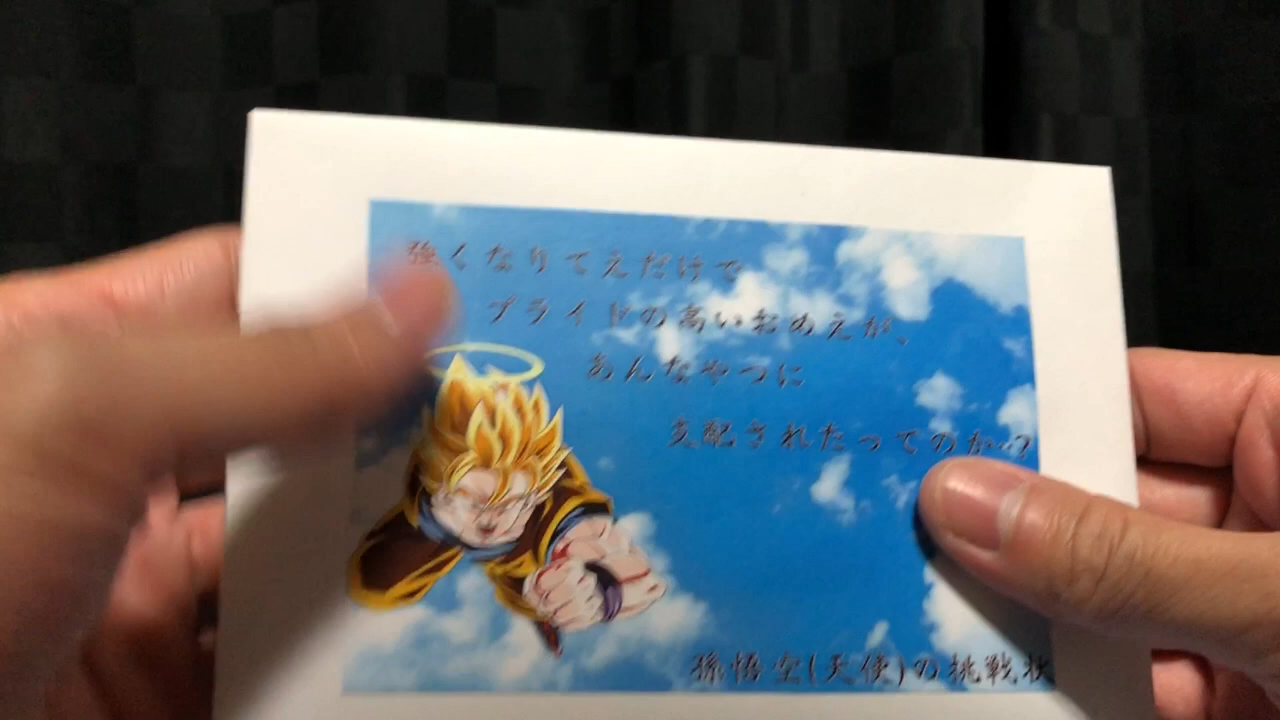 強くなりてえだけで
プライドの高いおめえが、
あんなやつに
支配されたってのか…?
孫悟空(天使)の挑戦状